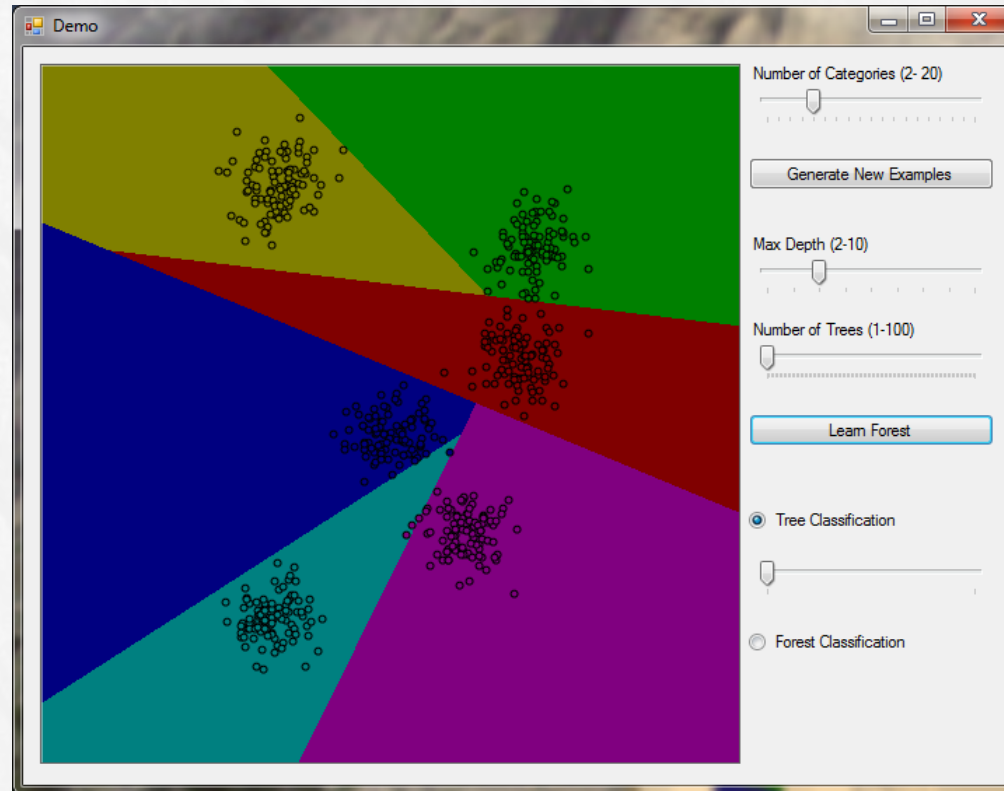 Demo
Number of Categories (2- 20)
Generate New Examples
Max Depth (2-10)
Number of Trees (1-100)
Learn Forest
Tree Classification
Forest Classification